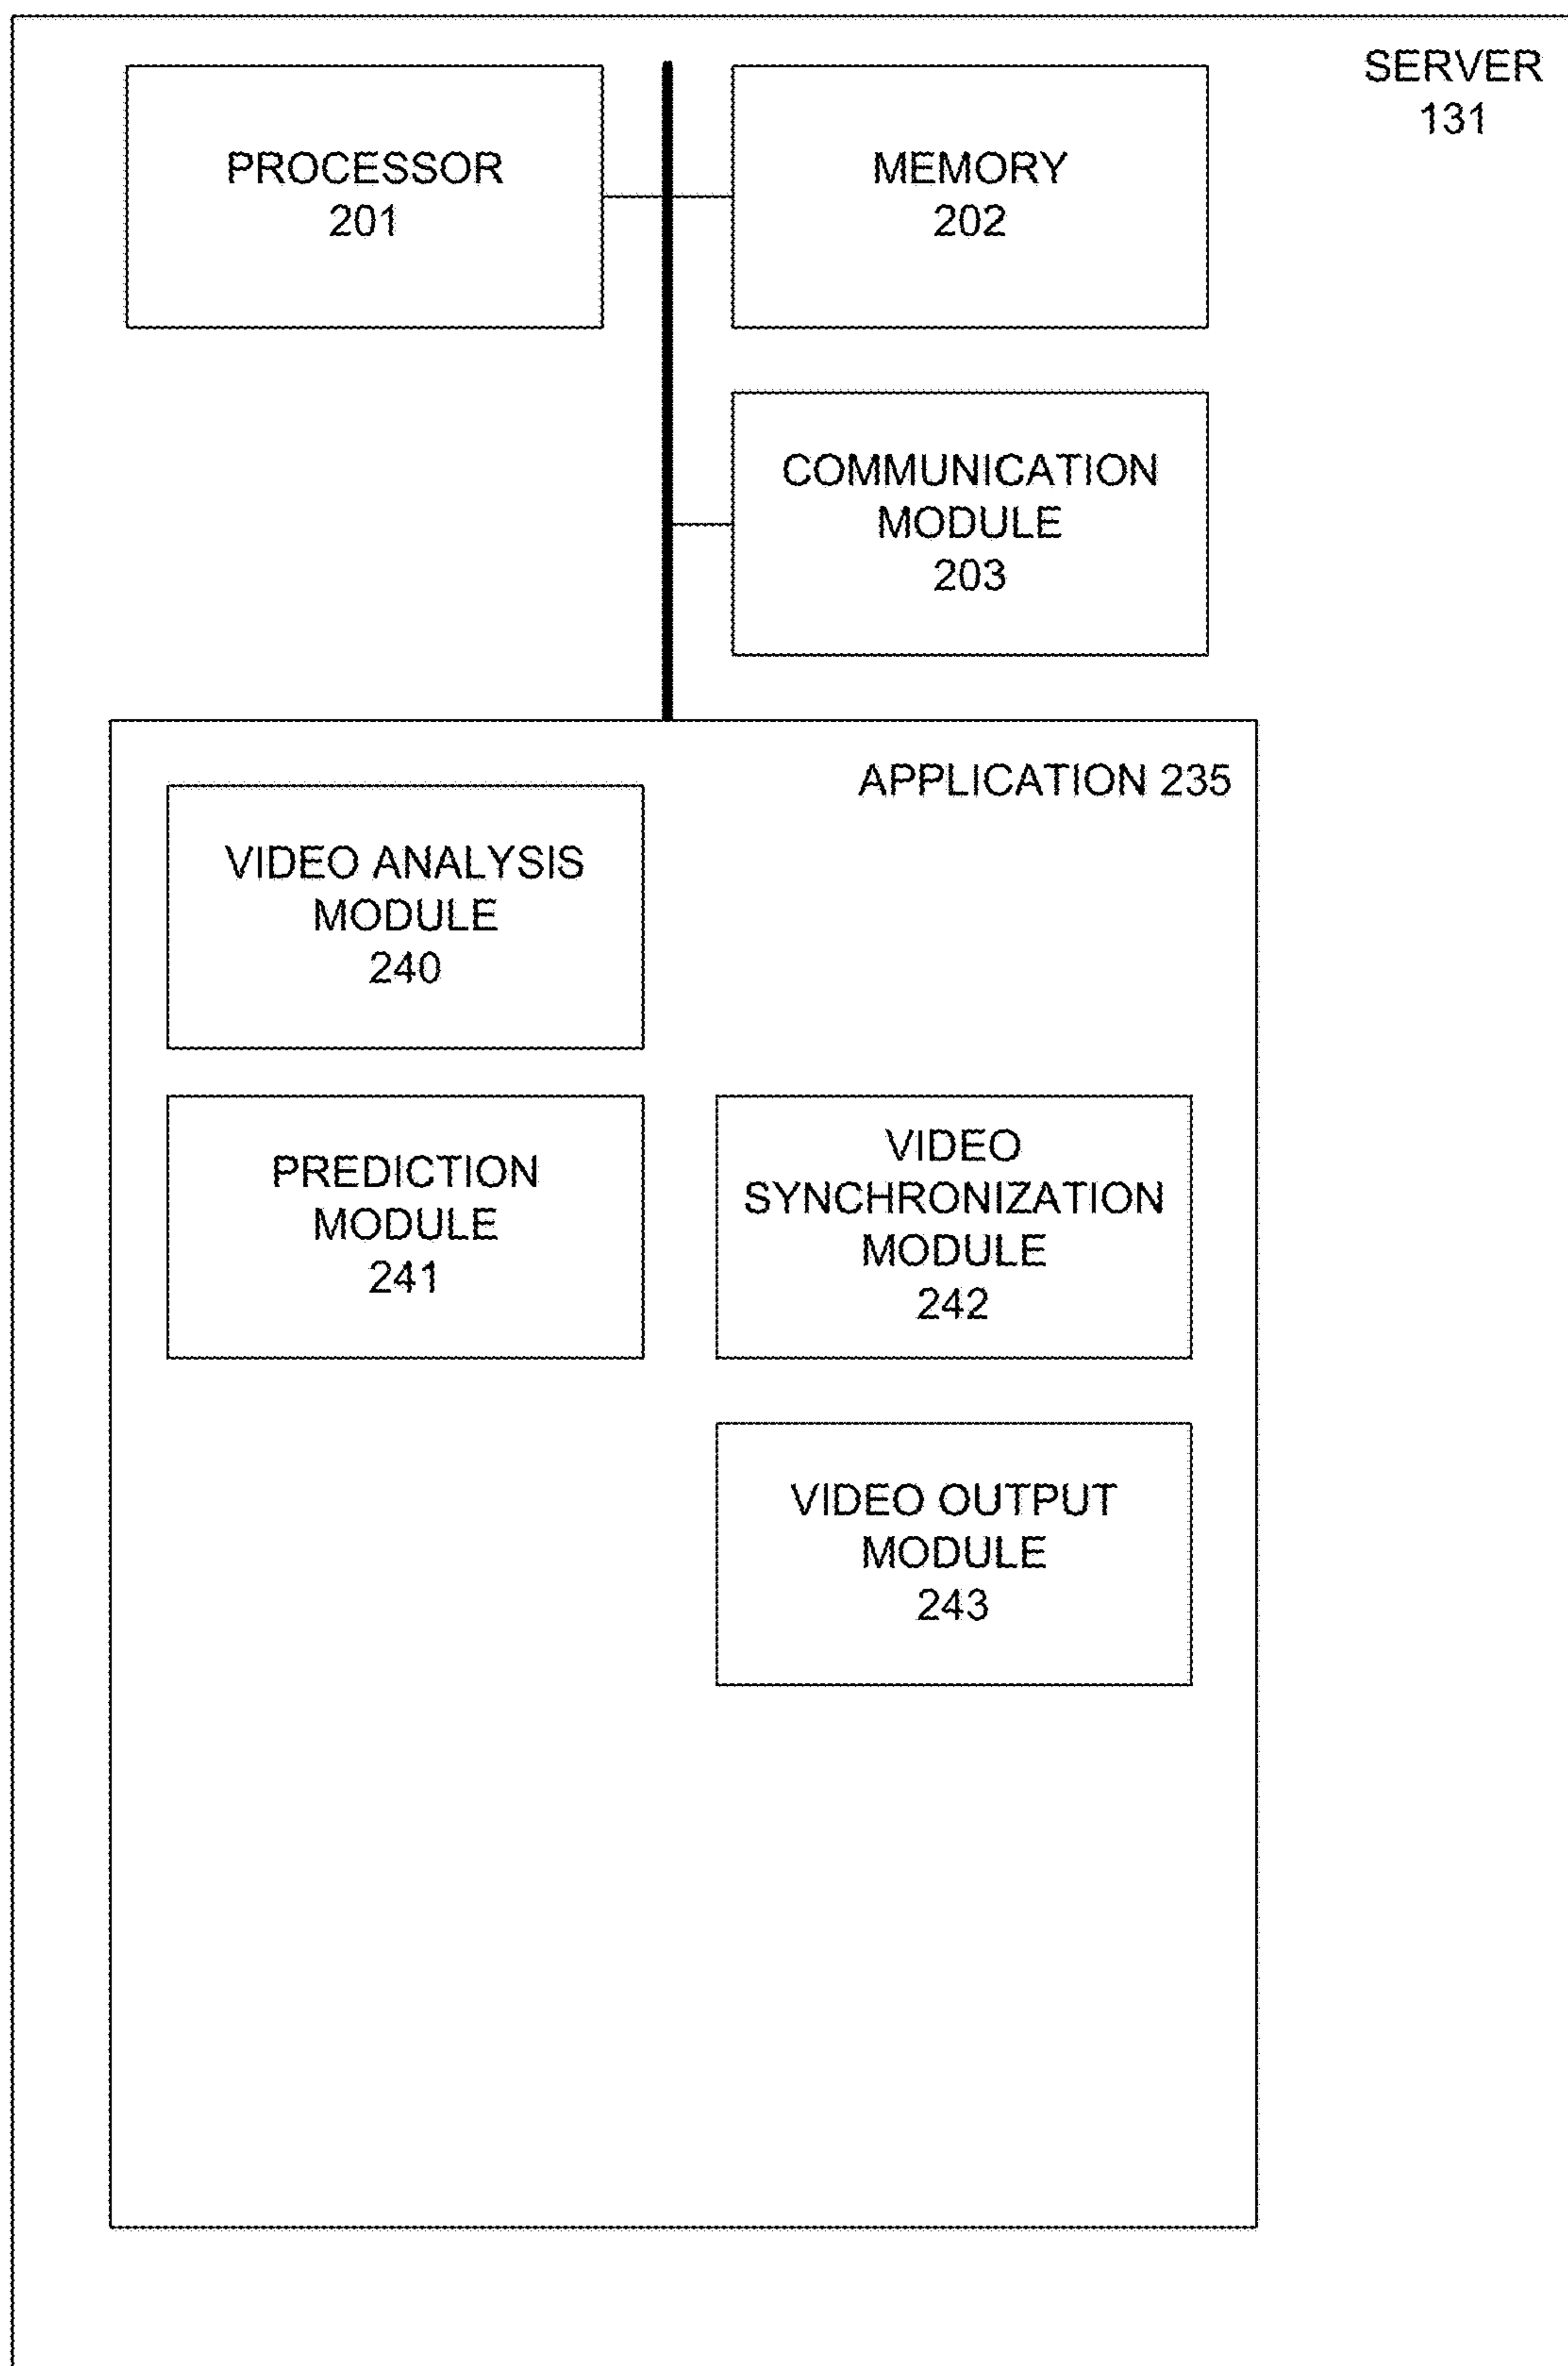 SERVER
131
PROCESSOR
201
MEMORY
202
COMMUNICATION
MODULE
203
APPLICATION 235
VIDEO ANALYSIS
MODULE
240
PREDICTION
MODULE
241
VIDEO
SYNCHRONIZATION
MODULE
242
VIDEO OUTPUT
MODULE
243